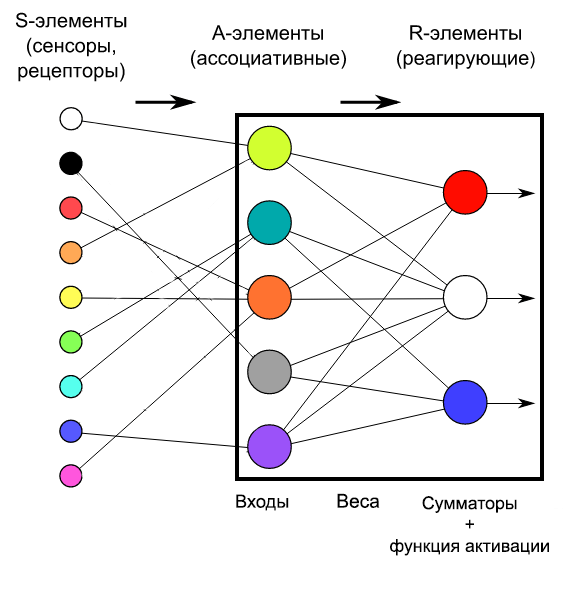 S-элементы
(сенсоры,
рецепторы)
А-элементы
(ассоциативные)
R-элементы
(реагирующие)
Входы
Веса
Сумматоры
+
функция активации